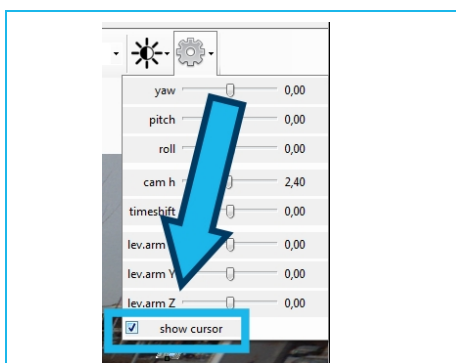 yaw 0,00
pitch 0,00
roll 0,00
cam h 2,40
timeshift 0,00
lev.arm 0,00
lev.arm Y 0,00
lev.arm Z 0,00
show cursor